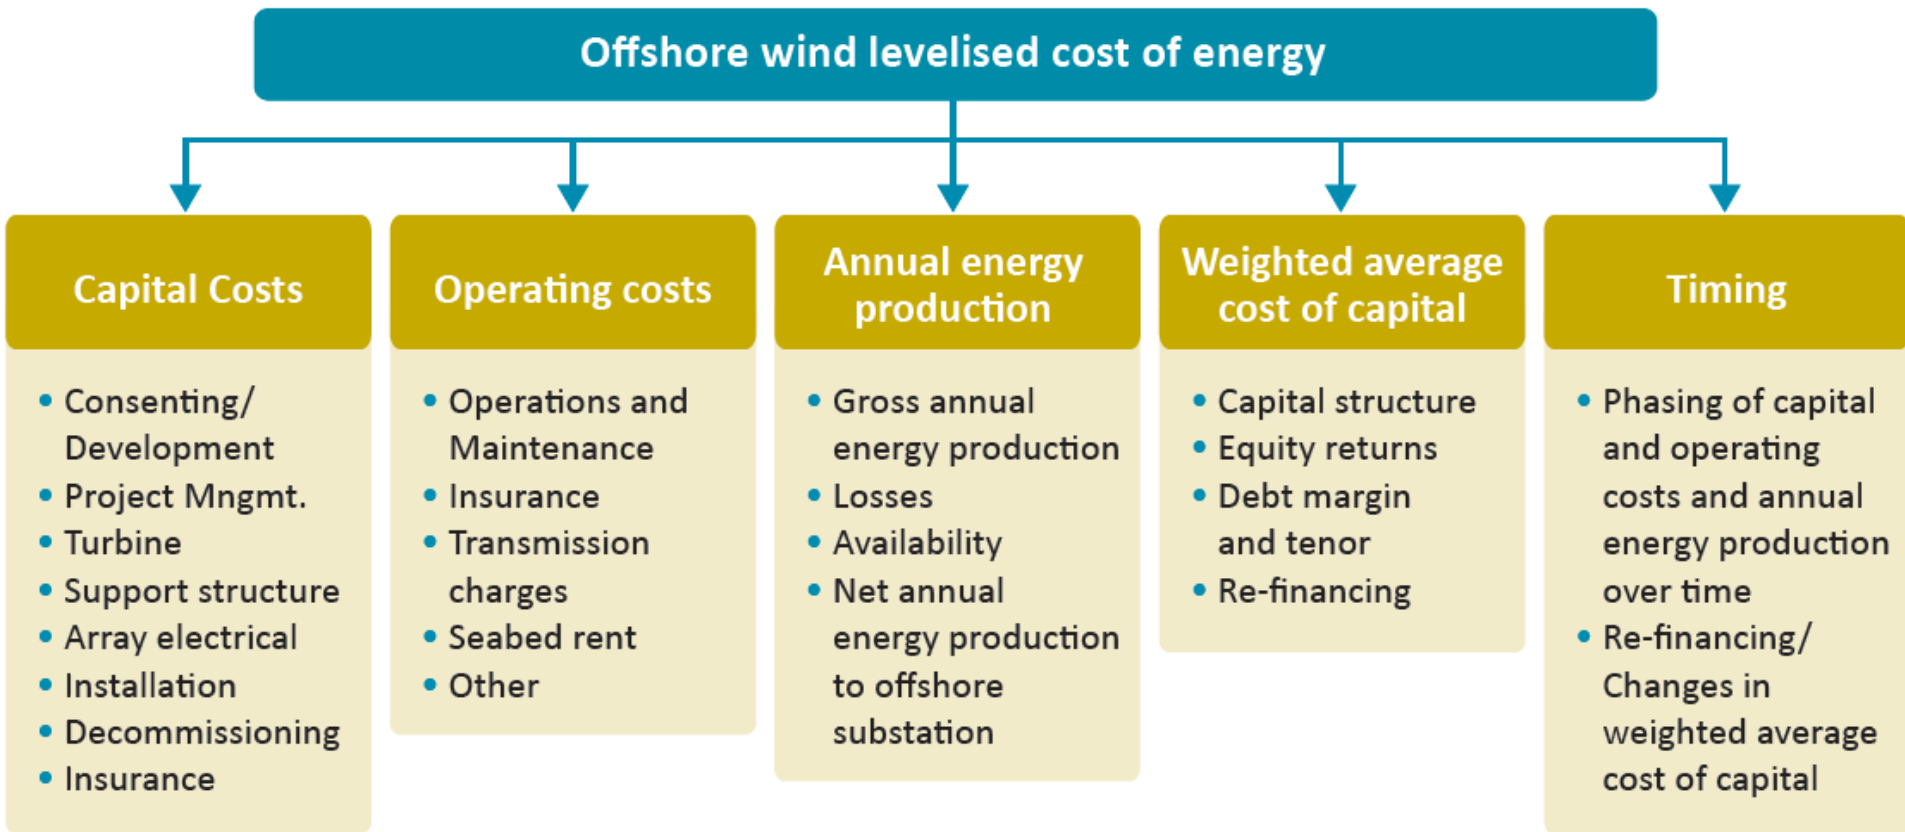 Offshore wind levelised cost of energy
Capital Costs
• Consenting/
Development
• Project Mngmt.
• Turbine
• Support structure
• Array electrical
• Installation
• Decommissioning
• Insurance
Operating costs
• Operations and
Maintenance
• Insurance
• Transmission
charges
• Seabed rent
• Other
Annual energy
production
• Gross annual
energy production
• Losses
• Availability
• Net annual
energy production
to offshore
substation
Weighted average
cost of capital
• Capital structure
• Equity returns
• Debt margin
and tenor
• Re-financing
Timing
• Phasing of capital
and operating
costs and annual
energy production
over time
• Re-financing/
Changes in
weighted average
cost of capital